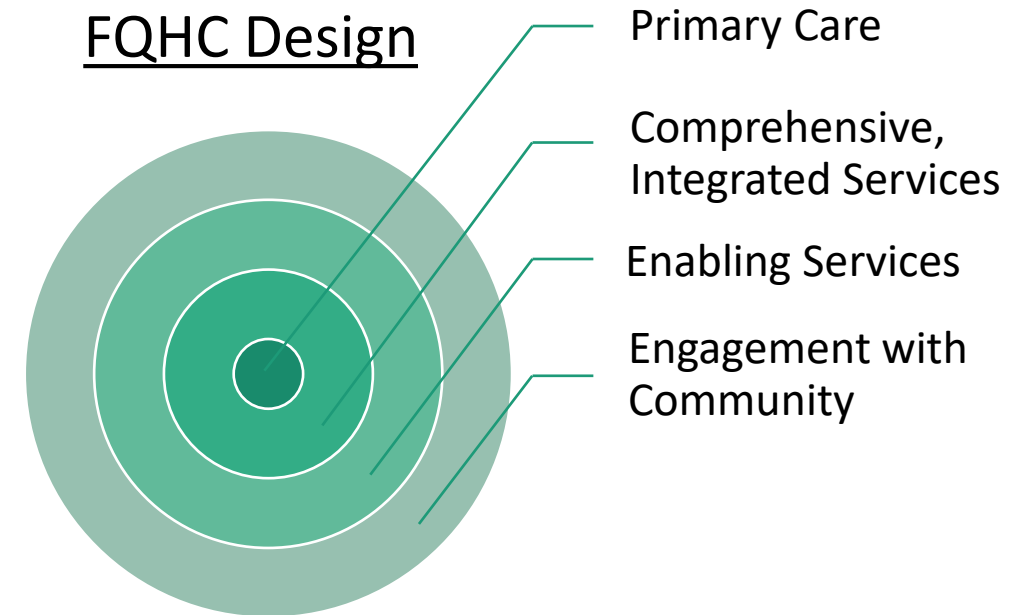 FQHC Design
Primary Care
Comprehensive,
Integrated Services
Enabling Services
Engagement with
Community